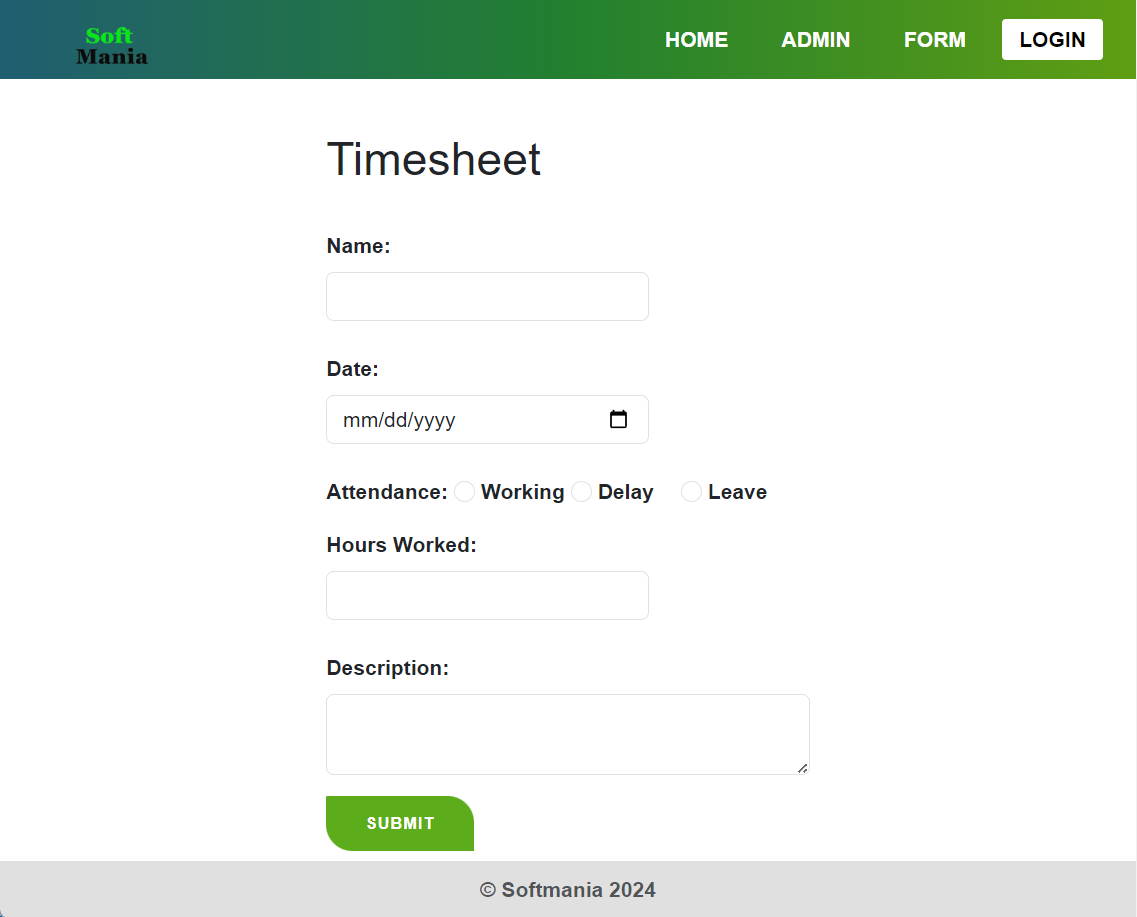 Soft
Mania
HOME ADMIN FORM LOGIN
Timesheet
Name:
Date:
mm/dd/yyyy
Attendance: Working Delay Leave
Hours Worked:
Description:
SUBMIT
© Softmania 2024